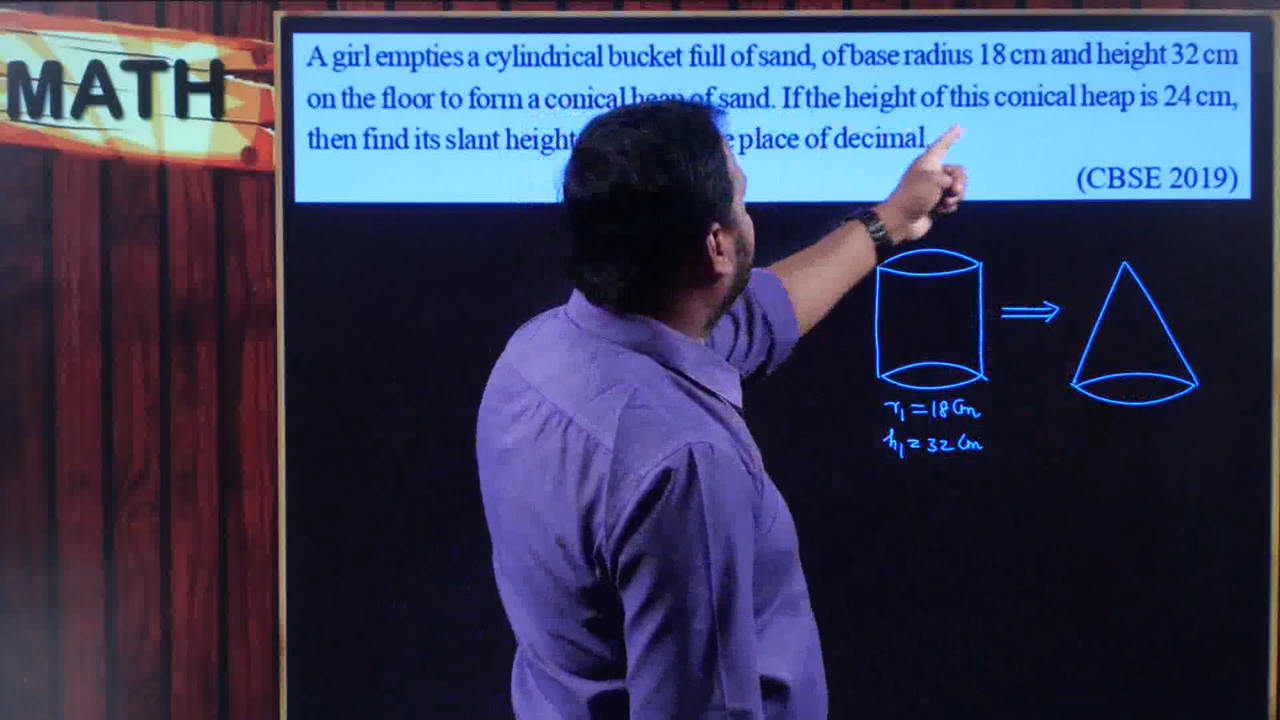 MATH
A girl empties a cylindrical bucket full of sand, of base radius 18 cm and height 32 cm
on the floor to form a conical heap of sand. If the height of this conical heap is 24 cm,
then find its slant height place of decimal.
(CBSE 2019)
r₁ = 18 Cm
h₁ = 32 Cm